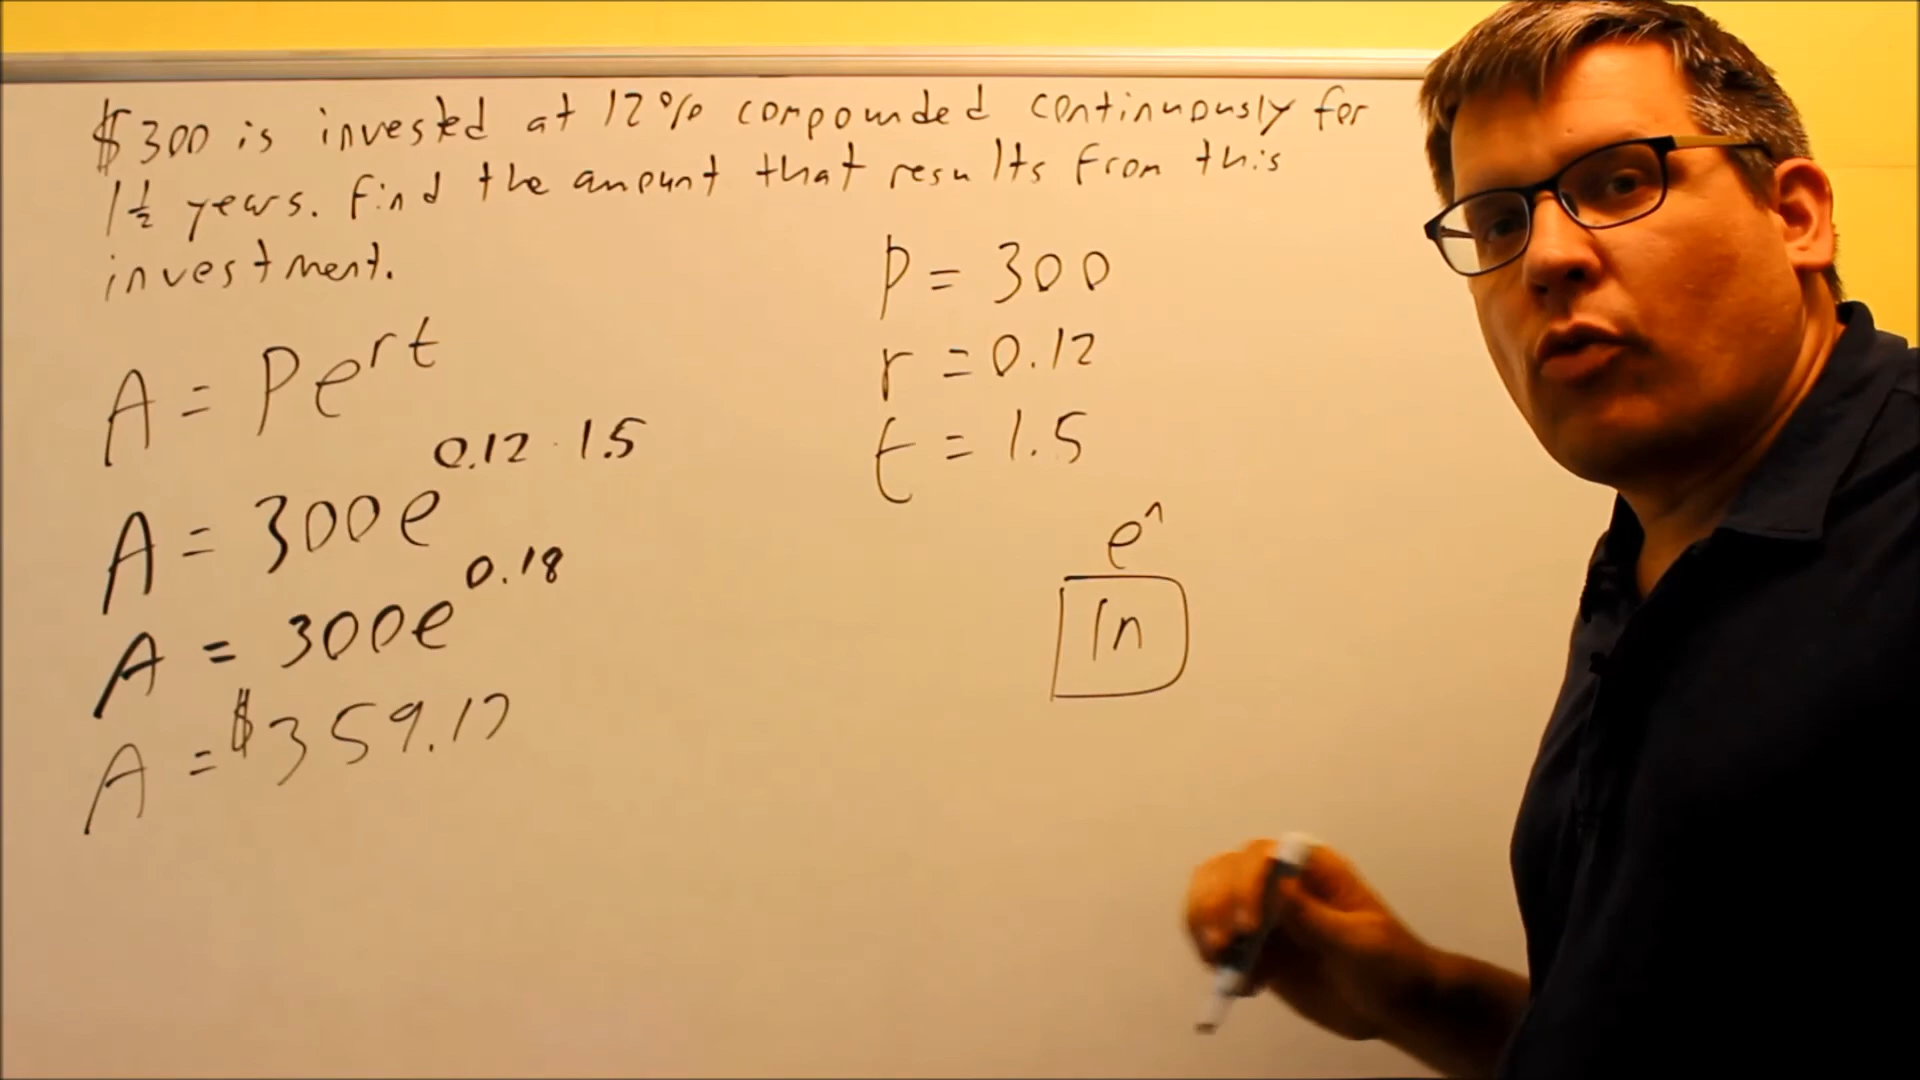 $300 is invested at 12% compounded continuously for
1½ years. Find the amount that results from this
investment.
A = Pe^rt
P = 300
r = 0.12
A = 300e^0.12·1.5
t = 1.5
A = 300e^0.18
e^
ln
A = $359.17